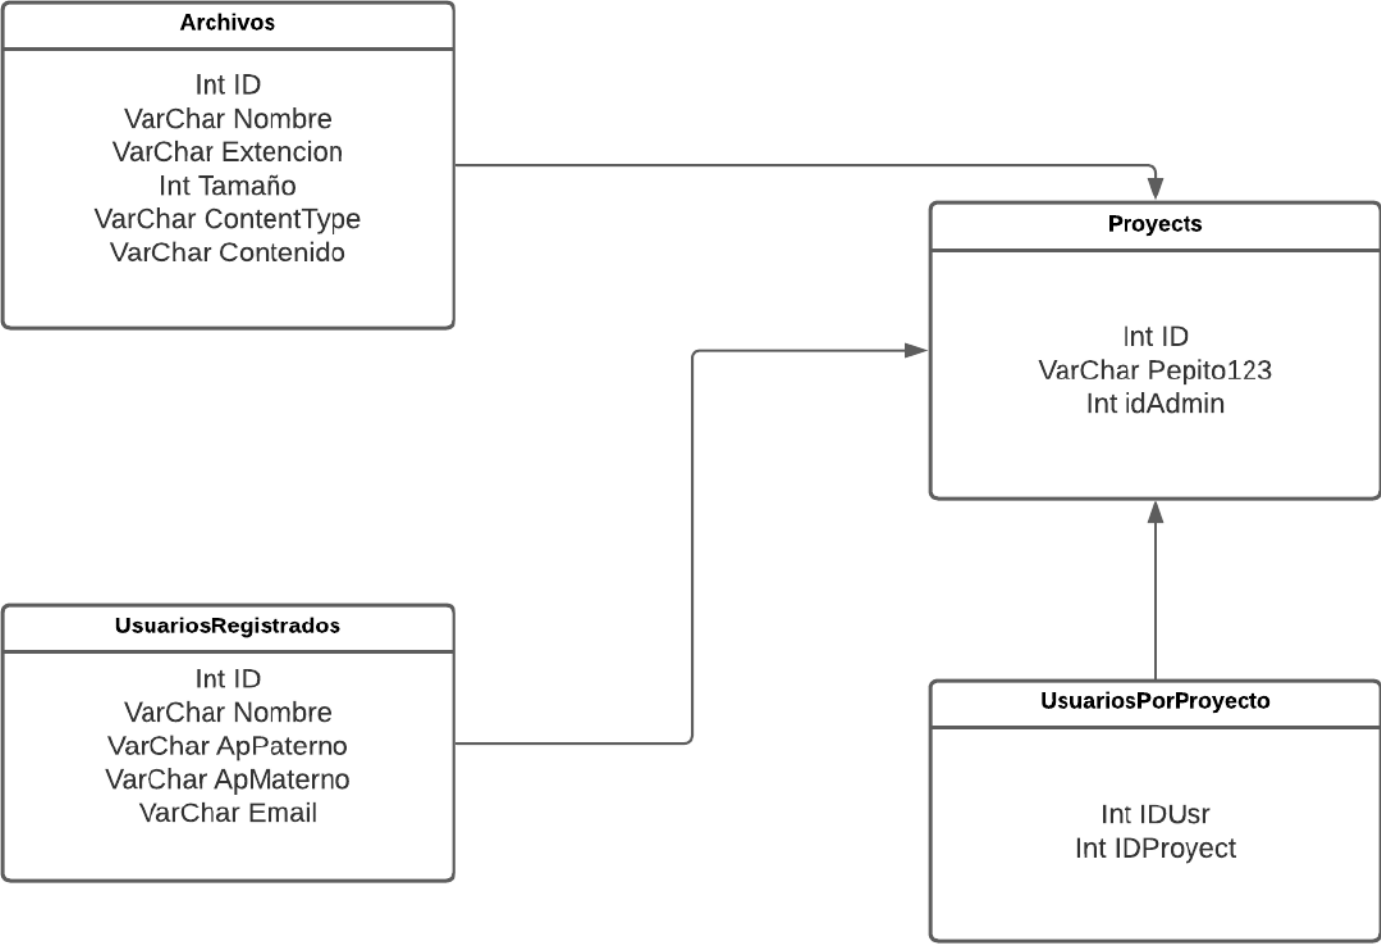 Archivos
Int ID
VarChar Nombre
VarChar Extencion
Int Tamaño
VarChar ContentType
VarChar Contenido
Proyects
Int ID
VarChar Pepito123
Int idAdmin
UsuariosRegistrados
Int ID
VarChar Nombre
VarChar ApPaterno
VarChar ApMaterno
VarChar Email
UsuariosPorProyecto
Int IDUsr
Int IDProyect